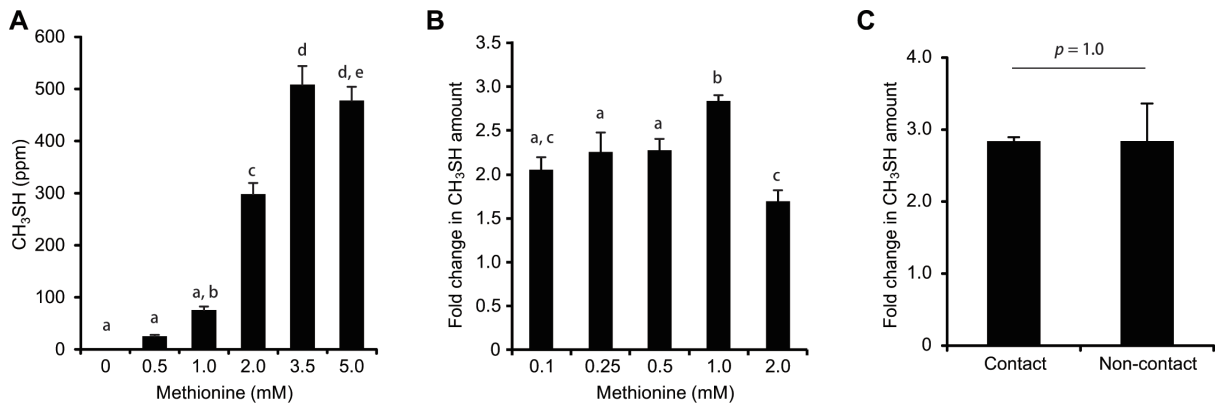 A
CH₃SH (ppm)
600
500
400
300
200
100
0
a
a
a, b
c
d
d, e
0 0.5 1.0 2.0 3.5 5.0
Methionine (mM)
B
Fold change in CH₃SH amount
3.5
3.0
2.5
2.0
1.5
1.0
0.5
0
a, c
a
a
b
c
0.1 0.25 0.5 1.0 2.0
Methionine (mM)
C
Fold change in CH₃SH amount
4.0
3.0
2.0
1.0
0.0
p = 1.0
Contact Non-contact